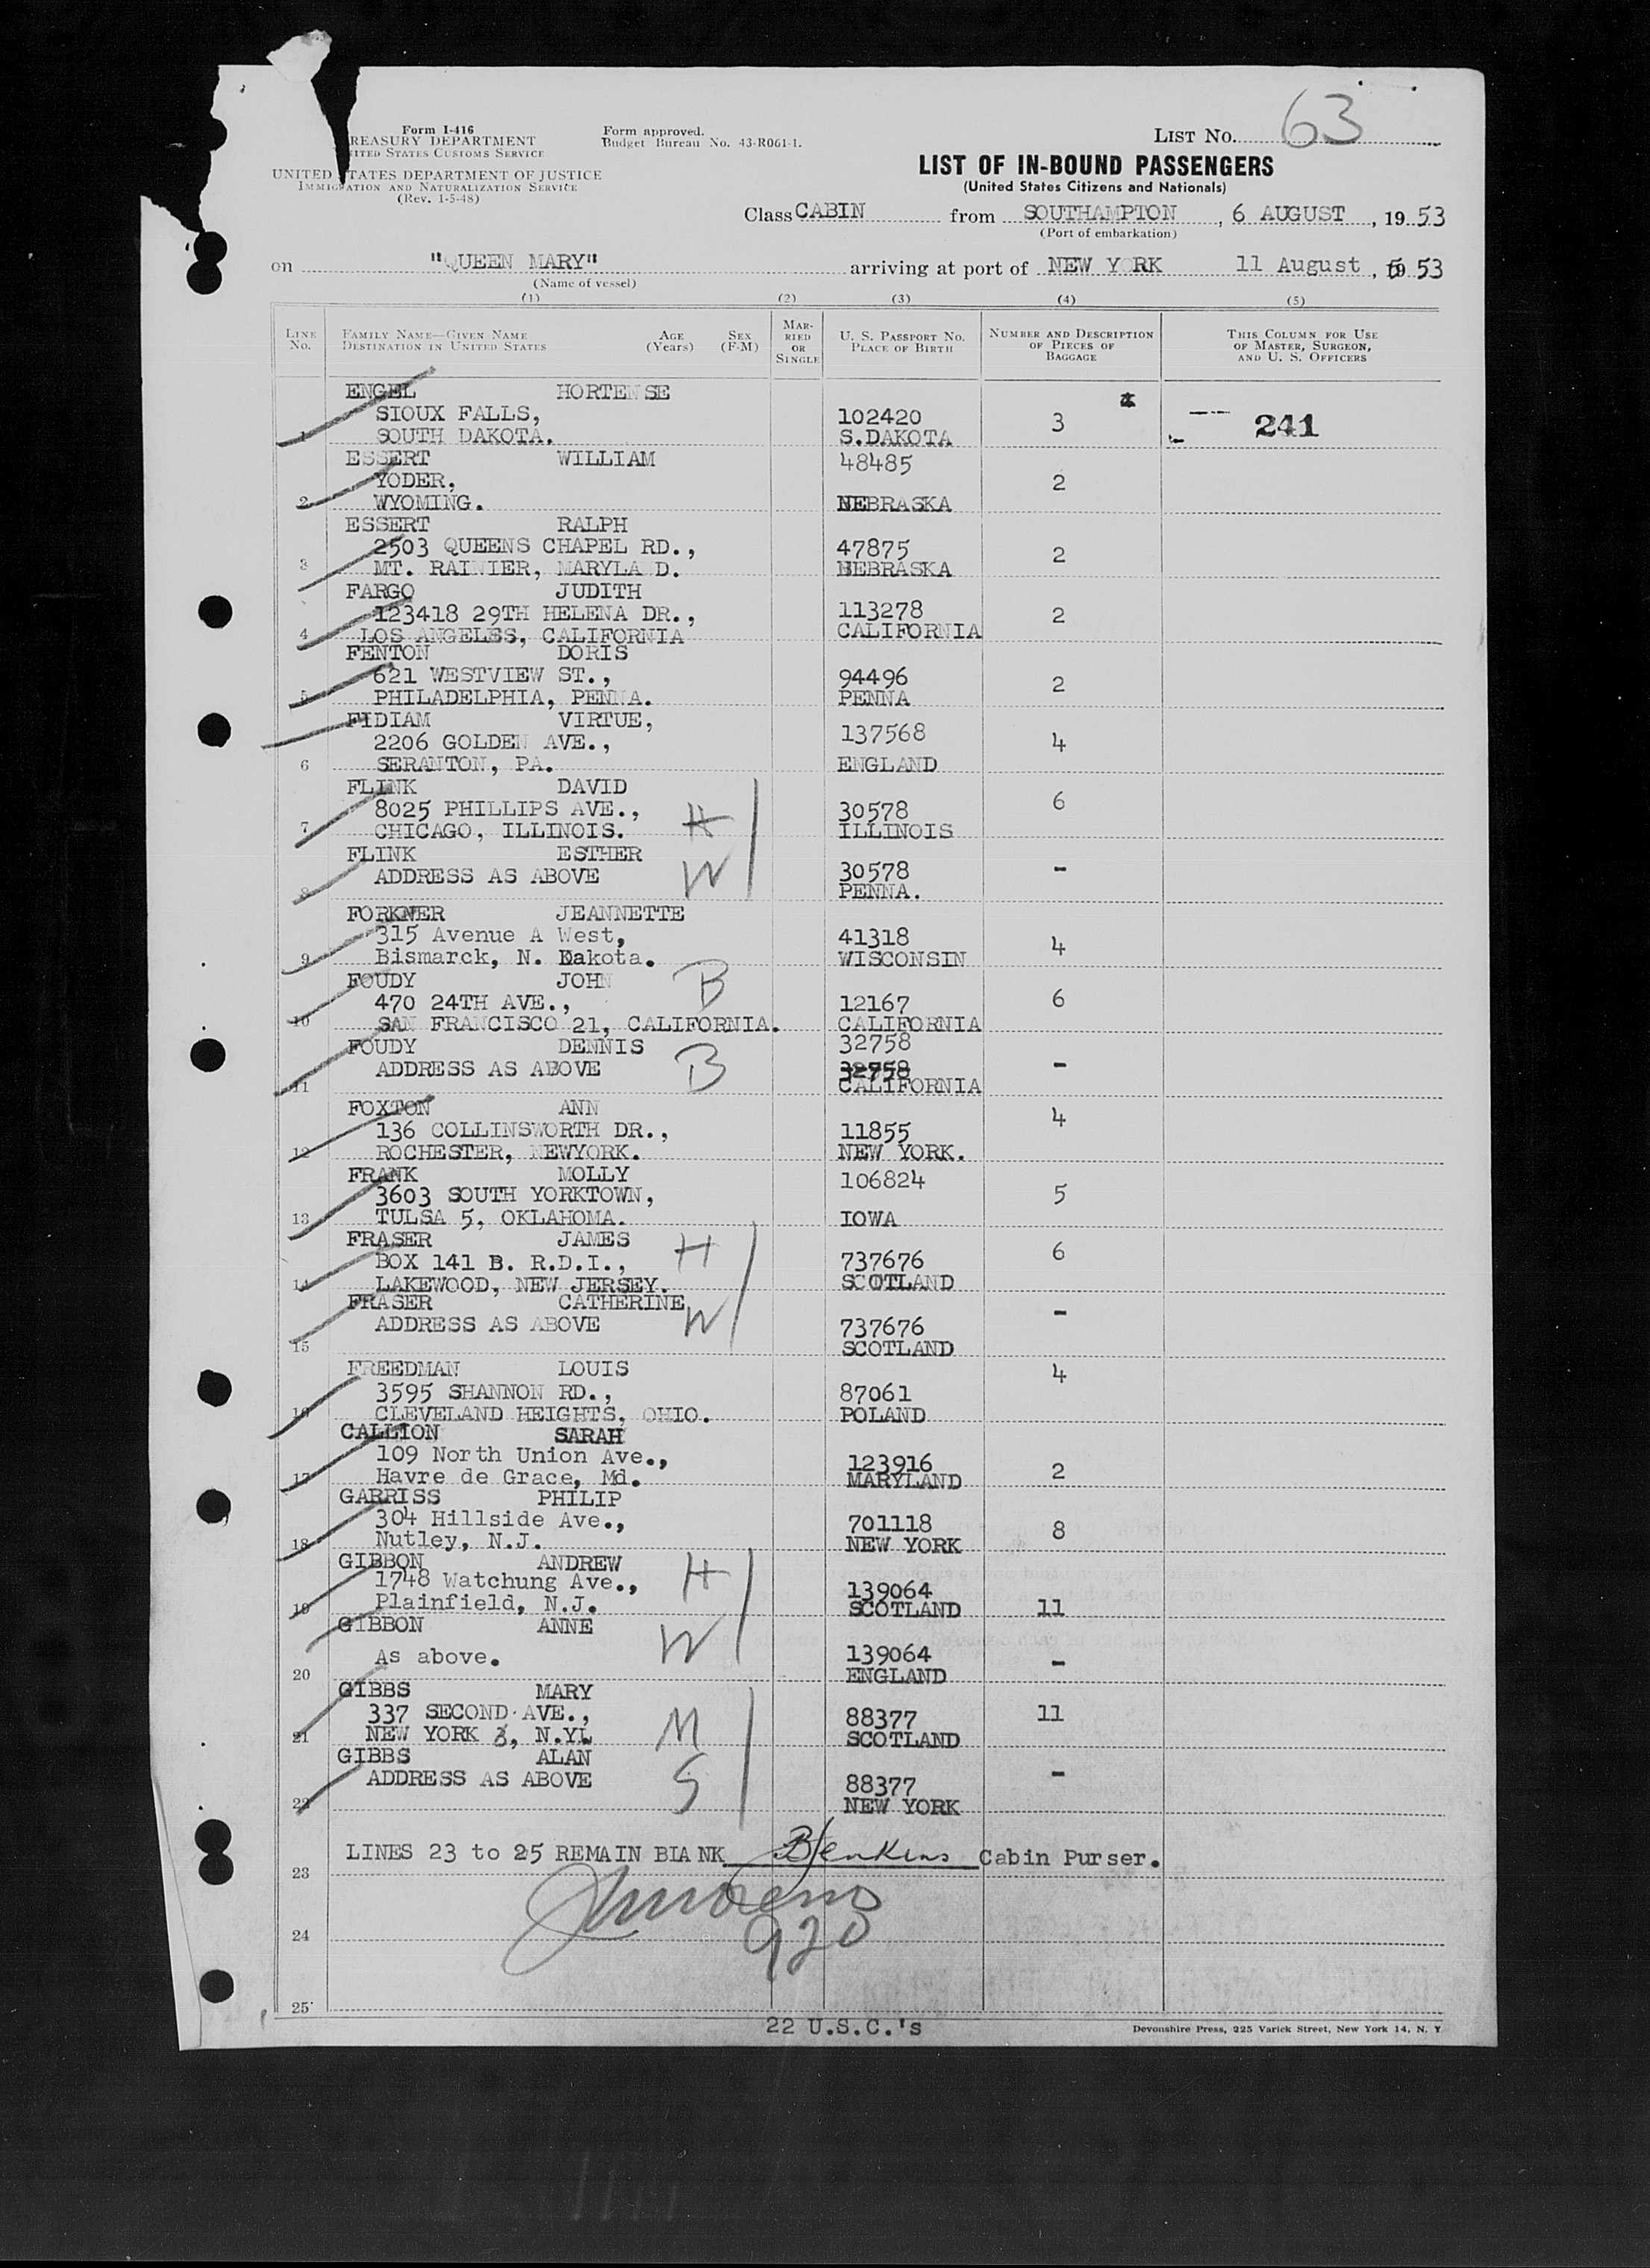 63
Form I-416
REASURY DEPARTMENT
ITED STATES CUSTOMS SERVICE
UNITED STATES DEPARTMENT OF JUSTICE
IMMIGRATION AND NATURALIZATION SERVICE
(Rev. 1-5-48)
Form approved.
Budget Bureau No. 43-R061-1.
LIST No.
LIST OF IN-BOUND PASSENGERS
(United States Citizens and Nationals)
Class CABIN from SOUTHAMPTON, 6 AUGUST, 19 53
(Port of embarkation)
on "QUEEN MARY" arriving at port of NEW YORK 11 August, 53
(Name of vessel)
(1) (2) (3) (4) (5)
LINE No. FAMILY NAME—GIVEN NAME DESTINATION IN UNITED STATES AGE (Years) SEX (F-M) MARRIED OR SINGLE U. S. PASSPORT No. PLACE OF BIRTH NUMBER AND DESCRIPTION OF PIECES OF BAGGAGE THIS COLUMN FOR USE OF MASTER, SURGEON, AND U. S. OFFICERS
ENGEL HORTENSE
SIOUX FALLS, 102420 3 241
1 SOUTH DAKOTA. S.DAKOTA
ESSERT WILLIAM 48485
YODER, 2
2 WYOMING. NEBRASKA
ESSERT RALPH
2503 QUEENS CHAPEL RD., 47875 2
3 MT. RAINIER, MARYLA D. NEBRASKA
FARGO JUDITH
123418 29TH HELENA DR., 113278 2
4 LOS ANGELES, CALIFORNIA CALIFORNIA
FENTON DORIS
621 WESTVIEW ST., 94496 2
5 PHILADELPHIA, PENNA. PENNA
FIDIAM VIRTUE,
2206 GOLDEN AVE., 137568 4
6 SERANTON, PA. ENGLAND
FLINK DAVID 6
8025 PHILLIPS AVE., H 30578
7 CHICAGO, ILLINOIS. ILLINOIS
FLINK ESTHER
ADDRESS AS ABOVE W 30578 -
8 PENNA.
FORKNER JEANNETTE
315 Avenue A West, 41318 4
9 Bismarck, N. Dakota. WISCONSIN
FOUDY JOHN B
470 24TH AVE., 12167 6
10 SAN FRANCISCO 21, CALIFORNIA. CALIFORNIA
FOUDY DENNIS 32758
ADDRESS AS ABOVE B 32758 -
11 CALIFORNIA
FOXTON ANN 4
136 COLLINSWORTH DR., 11855
12 ROCHESTER, NEWYORK. NEW YORK.
FRANK MOLLY 106824
3603 SOUTH YORKTOWN, 5
13 TULSA 5, OKLAHOMA. IOWA
FRASER JAMES H 6
BOX 141 B. R.D.I., 737676
14 LAKEWOOD, NEW JERSEY. SCOTLAND
FRASER CATHERINE -
ADDRESS AS ABOVE W 737676
15 SCOTLAND
FREEDMAN LOUIS 4
3595 SHANNON RD., 87061
16 CLEVELAND HEIGHTS, OHIO. POLAND
CALLION SARAH
109 North Union Ave., 123916 2
17 Havre de Grace, Md. MARYLAND
GARRISS PHILIP
304 Hillside Ave., 701118 8
18 Nutley, N.J. NEW YORK
GIBBON ANDREW H
1748 Watchung Ave., 139064
19 Plainfield, N.J. SCOTLAND 11
GIBBON ANNE W
As above. 139064 -
20 ENGLAND
GIBBS MARY
337 SECOND AVE., M 88377 11
21 NEW YORK 3, N.Y. SCOTLAND
GIBBS ALAN S
ADDRESS AS ABOVE 88377 -
22 NEW YORK
LINES 23 to 25 REMAIN BLANK Cabin Purser.
23
920
24
25
22 U.S.C.'s
Devonshire Press, 225 Varick Street, New York 14, N. Y.